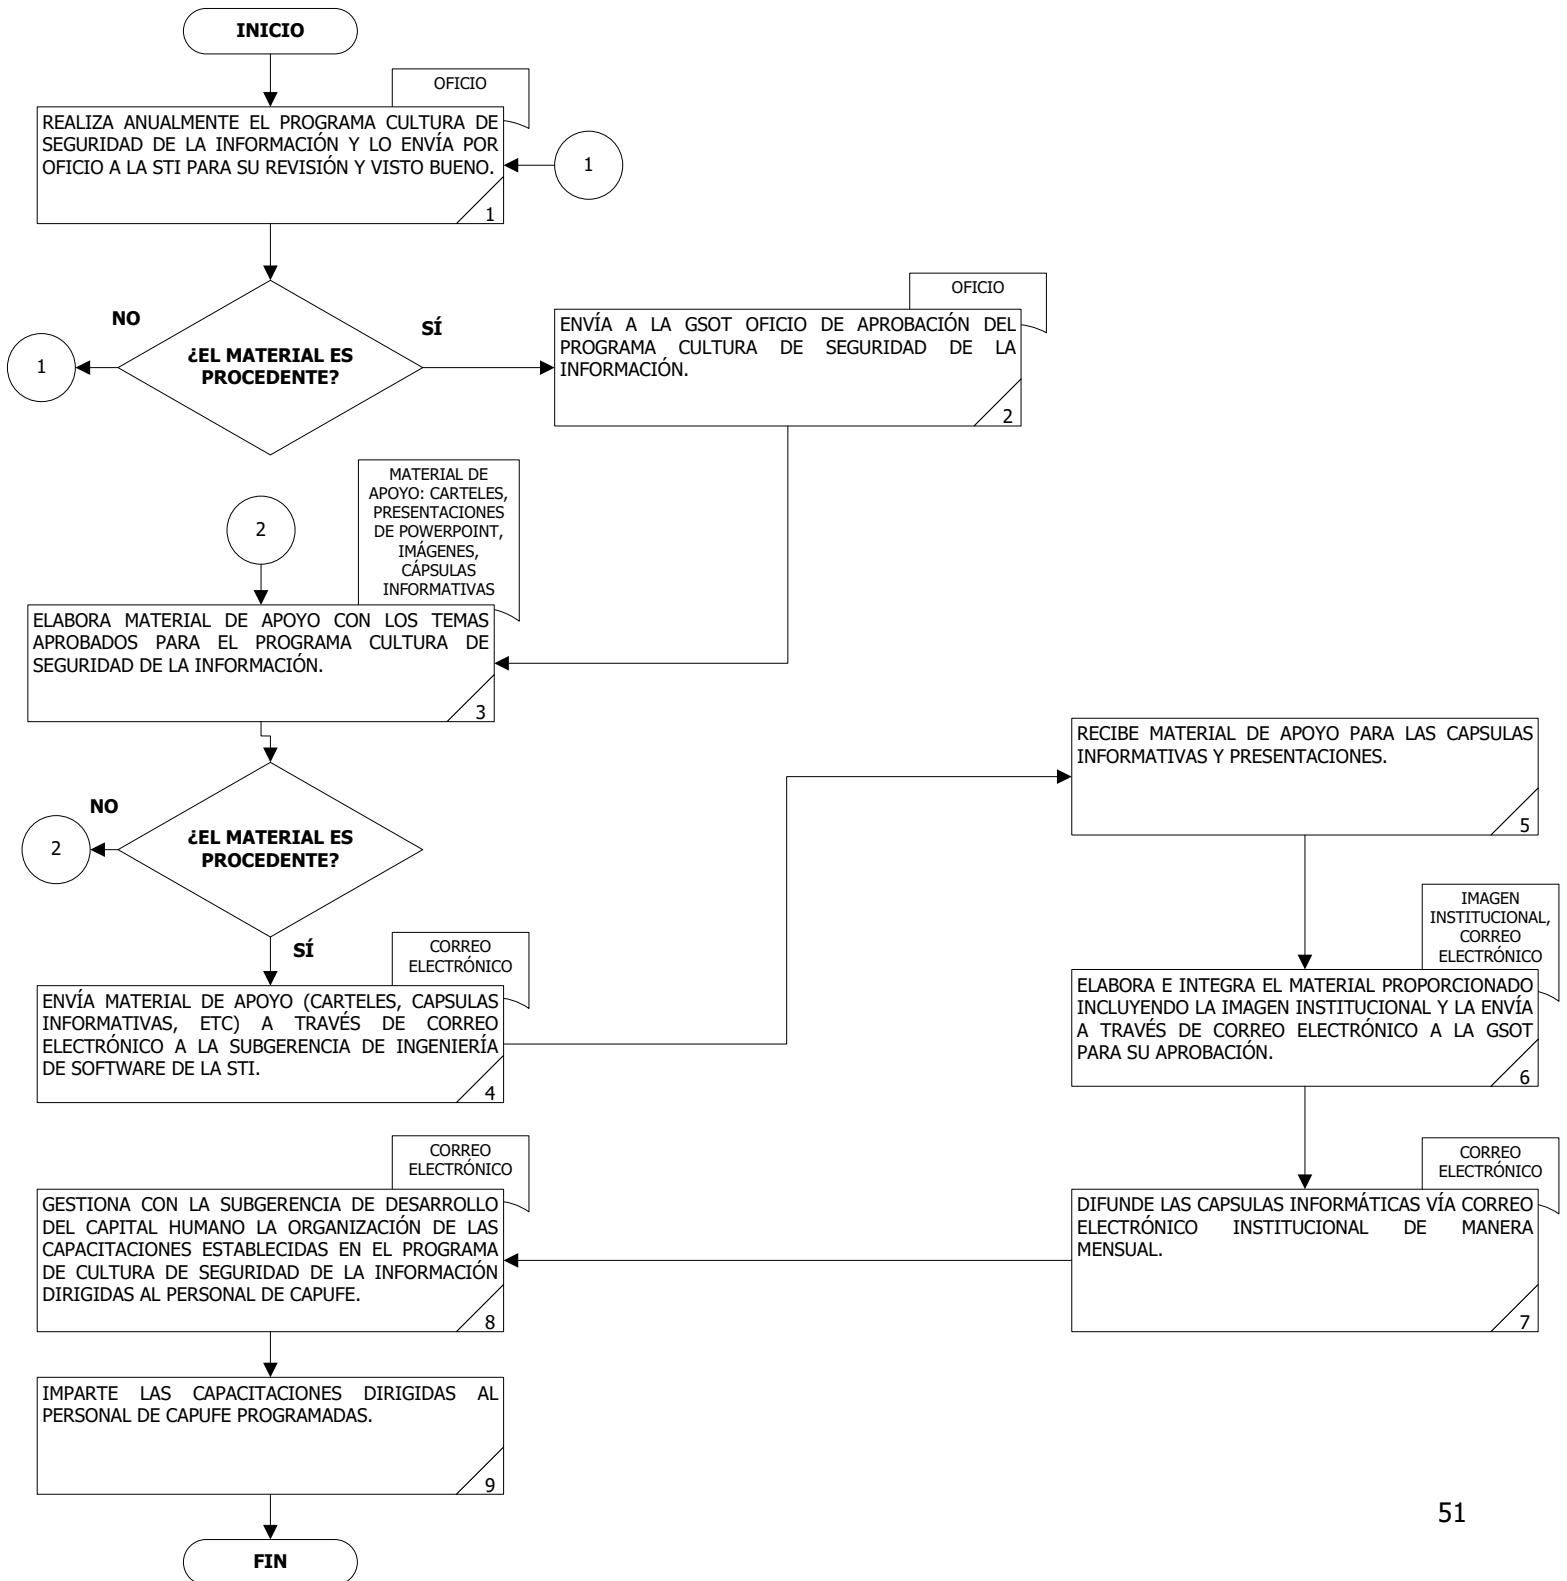 INICIO
OFICIO
REALIZA ANUALMENTE EL PROGRAMA CULTURA DE
SEGURIDAD DE LA INFORMACIÓN Y LO ENVÍA POR
OFICIO A LA STI PARA SU REVISIÓN Y VISTO BUENO.
1
1
NO
SÍ
¿EL MATERIAL ES
PROCEDENTE?
1
OFICIO
ENVÍA A LA GSOT OFICIO DE APROBACIÓN DEL
PROGRAMA CULTURA DE SEGURIDAD DE LA
INFORMACIÓN.
2
2
MATERIAL DE
APOYO: CARTELES,
PRESENTACIONES
DE POWERPOINT,
IMÁGENES,
CÁPSULAS
INFORMATIVAS
ELABORA MATERIAL DE APOYO CON LOS TEMAS
APROBADOS PARA EL PROGRAMA CULTURA DE
SEGURIDAD DE LA INFORMACIÓN.
3
NO
¿EL MATERIAL ES
PROCEDENTE?
2
SÍ
CORREO
ELECTRÓNICO
ENVÍA MATERIAL DE APOYO (CARTELES, CAPSULAS
INFORMATIVAS, ETC) A TRAVÉS DE CORREO
ELECTRÓNICO A LA SUBGERENCIA DE INGENIERÍA
DE SOFTWARE DE LA STI.
4
RECIBE MATERIAL DE APOYO PARA LAS CAPSULAS
INFORMATIVAS Y PRESENTACIONES.
5
IMAGEN
INSTITUCIONAL,
CORREO
ELECTRÓNICO
ELABORA E INTEGRA EL MATERIAL PROPORCIONADO
INCLUYENDO LA IMAGEN INSTITUCIONAL Y LA ENVÍA
A TRAVÉS DE CORREO ELECTRÓNICO A LA GSOT
PARA SU APROBACIÓN.
6
CORREO
ELECTRÓNICO
DIFUNDE LAS CAPSULAS INFORMÁTICAS VÍA CORREO
ELECTRÓNICO INSTITUCIONAL DE MANERA
MENSUAL.
7
CORREO
ELECTRÓNICO
GESTIONA CON LA SUBGERENCIA DE DESARROLLO
DEL CAPITAL HUMANO LA ORGANIZACIÓN DE LAS
CAPACITACIONES ESTABLECIDAS EN EL PROGRAMA
DE CULTURA DE SEGURIDAD DE LA INFORMACIÓN
DIRIGIDAS AL PERSONAL DE CAPUFE.
8
IMPARTE LAS CAPACITACIONES DIRIGIDAS AL
PERSONAL DE CAPUFE PROGRAMADAS.
9
FIN
51